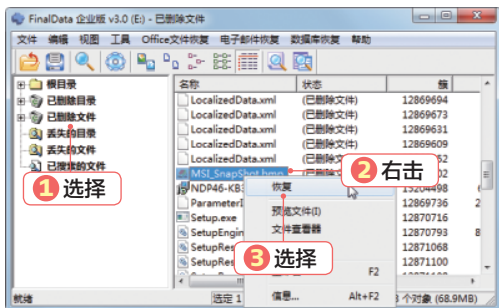 FinalData 企业版 v3.0 (E:) - 已删除文件
文件 编辑 视图 工具 Office文件恢复 电子邮件恢复 数据库恢复 帮助
名称 状态 簇
根目录
已删除目录
已删除文件
丢失的目录
丢失文件
已搜索的文件
1 选择
LocalizedData.xml (已删除文件) 12869694
LocalizedData.xml (已删除文件) 12869673
LocalizedData.xml (已删除文件) 12869631
LocalizedData.xml (已删除文件) 12869609
LocalizedData.xml
MSI_SnapShot.bmp
2 右击
NDP46-KB3 13204498
ParameterI 12869736 2
Setup.exe 12870716
SetupEngin 12870793 8
SetupRes 12871068
SetupRes 12871100
恢复
预览文件(I)
文件查看器
3 选择
F2
信息... Alt+F2
就绪
选定 1
个对象 (68.9MB)